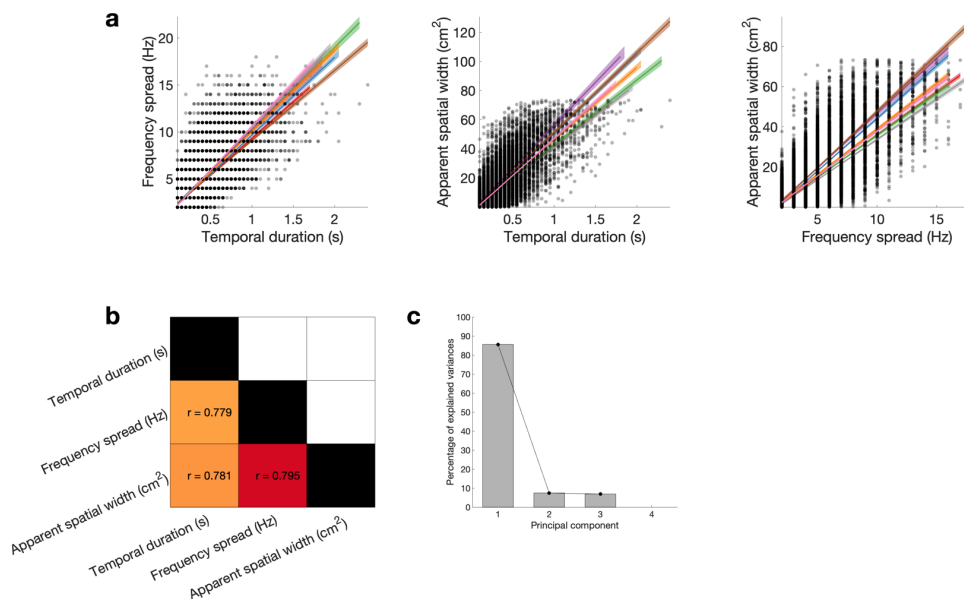 a
Frequency spread (Hz)
20
15
10
5
0.5 1 1.5 2
Temporal duration (s)
Apparent spatial width (cm²)
120
100
80
60
40
20
0.5 1 1.5 2
Temporal duration (s)
Apparent spatial width (cm²)
80
60
40
20
5 10 15
Frequency spread (Hz)
b
Temporal duration (s)
Frequency spread (Hz)
r = 0.779
Apparent spatial width (cm²)
r = 0.781 r = 0.795
Temporal duration (s)
Frequency spread (Hz)
Apparent spatial width (cm²)
c
Percentage of explained variances
100
90
80
70
60
50
40
30
20
10
0
1 2 3 4
Principal component